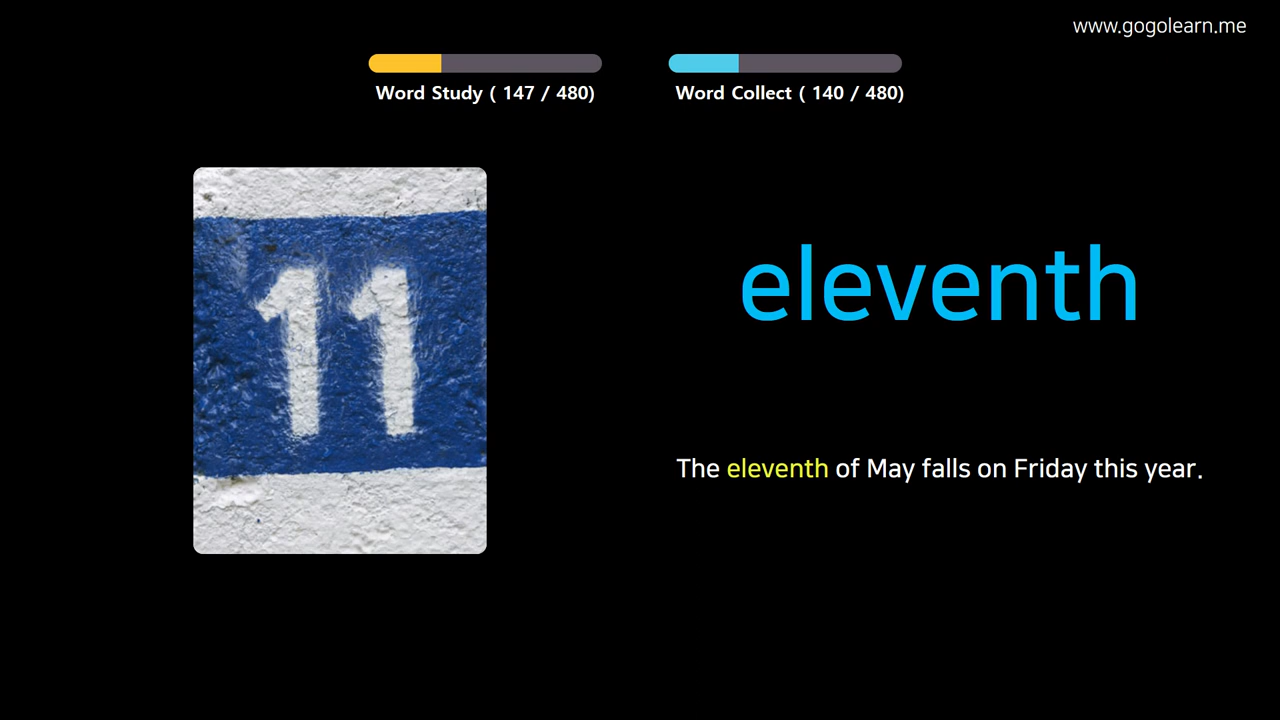 www.gogolearn.me
Word Study ( 147 / 480)
Word Collect ( 140 / 480)
11
eleventh
The eleventh of May falls on Friday this year.